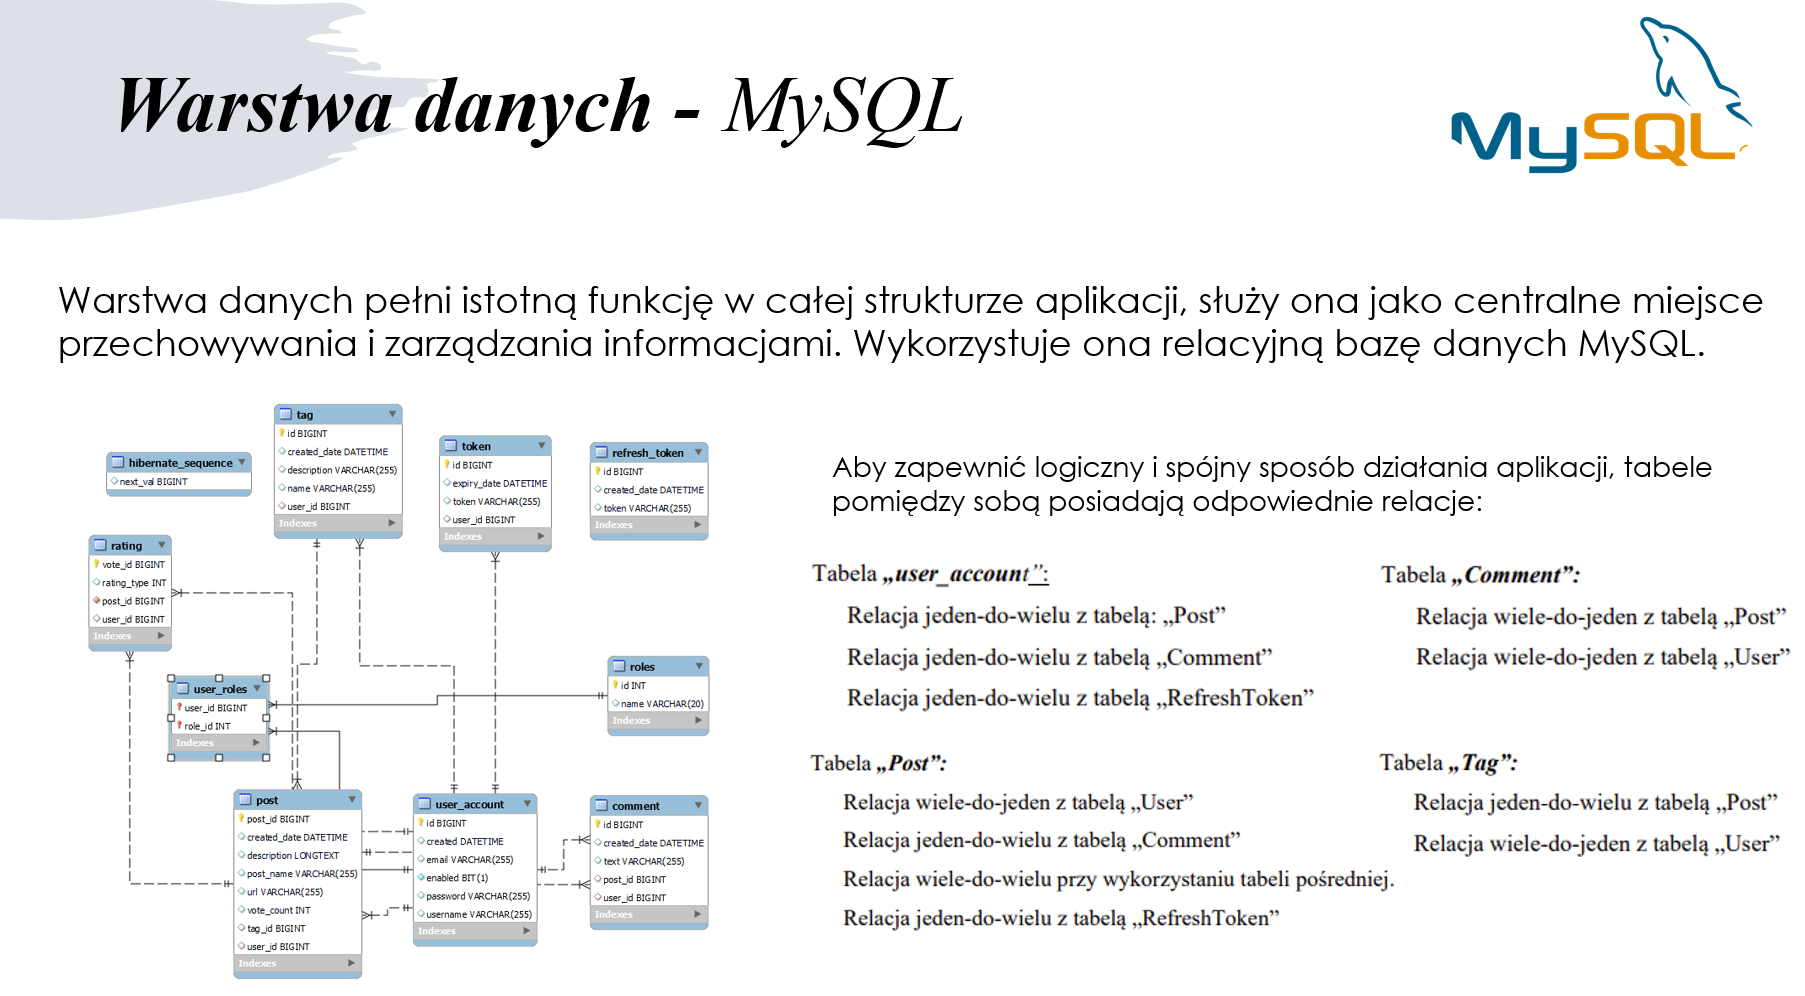 Warstwa danych - MySQL
MySQL
Warstwa danych pełni istotną funkcję w całej strukturze aplikacji, służy ona jako centralne miejsce
przechowywania i zarządzania informacjami. Wykorzystuje ona relacyjną bazę danych MySQL.
hibernate_sequence
next_val BIGINT
tag
id BIGINT
created_date DATETIME
description VARCHAR(255)
name VARCHAR(255)
user_id BIGINT
Indexes
token
id BIGINT
expiry_date DATETIME
token VARCHAR(255)
user_id BIGINT
Indexes
refresh_token
id BIGINT
created_date DATETIME
token VARCHAR(255)
Indexes
rating
vote_id BIGINT
rating_type INT
post_id BIGINT
user_id BIGINT
Indexes
user_roles
user_id BIGINT
role_id INT
Indexes
roles
id INT
name VARCHAR(20)
Indexes
post
post_id BIGINT
created_date DATETIME
description LONGTEXT
post_name VARCHAR(255)
url VARCHAR(255)
vote_count INT
tag_id BIGINT
user_id BIGINT
Indexes
user_account
id BIGINT
created DATETIME
email VARCHAR(255)
enabled BIT(1)
password VARCHAR(255)
username VARCHAR(255)
Indexes
comment
id BIGINT
created_date DATETIME
text VARCHAR(255)
post_id BIGINT
user_id BIGINT
Indexes
Aby zapewnić logiczny i spójny sposób działania aplikacji, tabele
pomiędzy sobą posiadają odpowiednie relacje:
Tabela „user_account”:
Relacja jeden-do-wielu z tabelą: „Post”
Relacja jeden-do-wielu z tabelą „Comment”
Relacja jeden-do-wielu z tabelą „RefreshToken”
Tabela „Comment”:
Relacja wiele-do-jeden z tabelą „Post”
Relacja wiele-do-jeden z tabelą „User”
Tabela „Post”:
Relacja wiele-do-jeden z tabelą „User”
Relacja jeden-do-wielu z tabelą „Comment”
Relacja wiele-do-wielu przy wykorzystaniu tabeli pośredniej.
Relacja jeden-do-wielu z tabelą „RefreshToken”
Tabela „Tag”:
Relacja jeden-do-wielu z tabelą „Post”
Relacja wiele-do-jeden z tabelą „User”